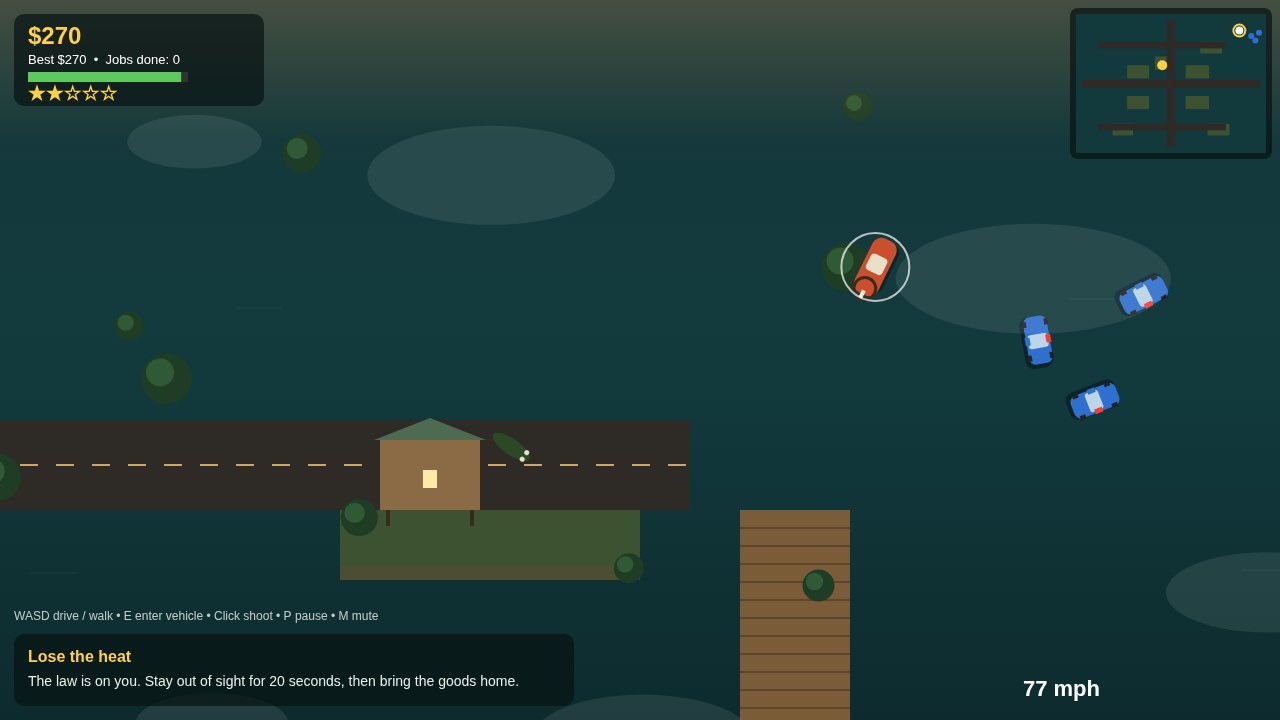 $270
Best $270 • Jobs done: 0
★★☆☆☆
WASD drive / walk • E enter vehicle • Click shoot • P pause • M mute
Lose the heat
The law is on you. Stay out of sight for 20 seconds, then bring the goods home.
77 mph